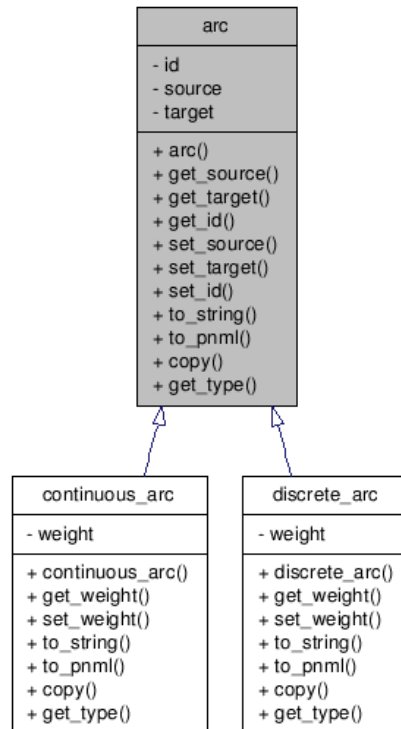 arc
- id
- source
- target
+ arc()
+ get_source()
+ get_target()
+ get_id()
+ set_source()
+ set_target()
+ set_id()
+ to_string()
+ to_pnml()
+ copy()
+ get_type()
continuous_arc
- weight
+ continuous_arc()
+ get_weight()
+ set_weight()
+ to_string()
+ to_pnml()
+ copy()
+ get_type()
discrete_arc
- weight
+ discrete_arc()
+ get_weight()
+ set_weight()
+ to_string()
+ to_pnml()
+ copy()
+ get_type()